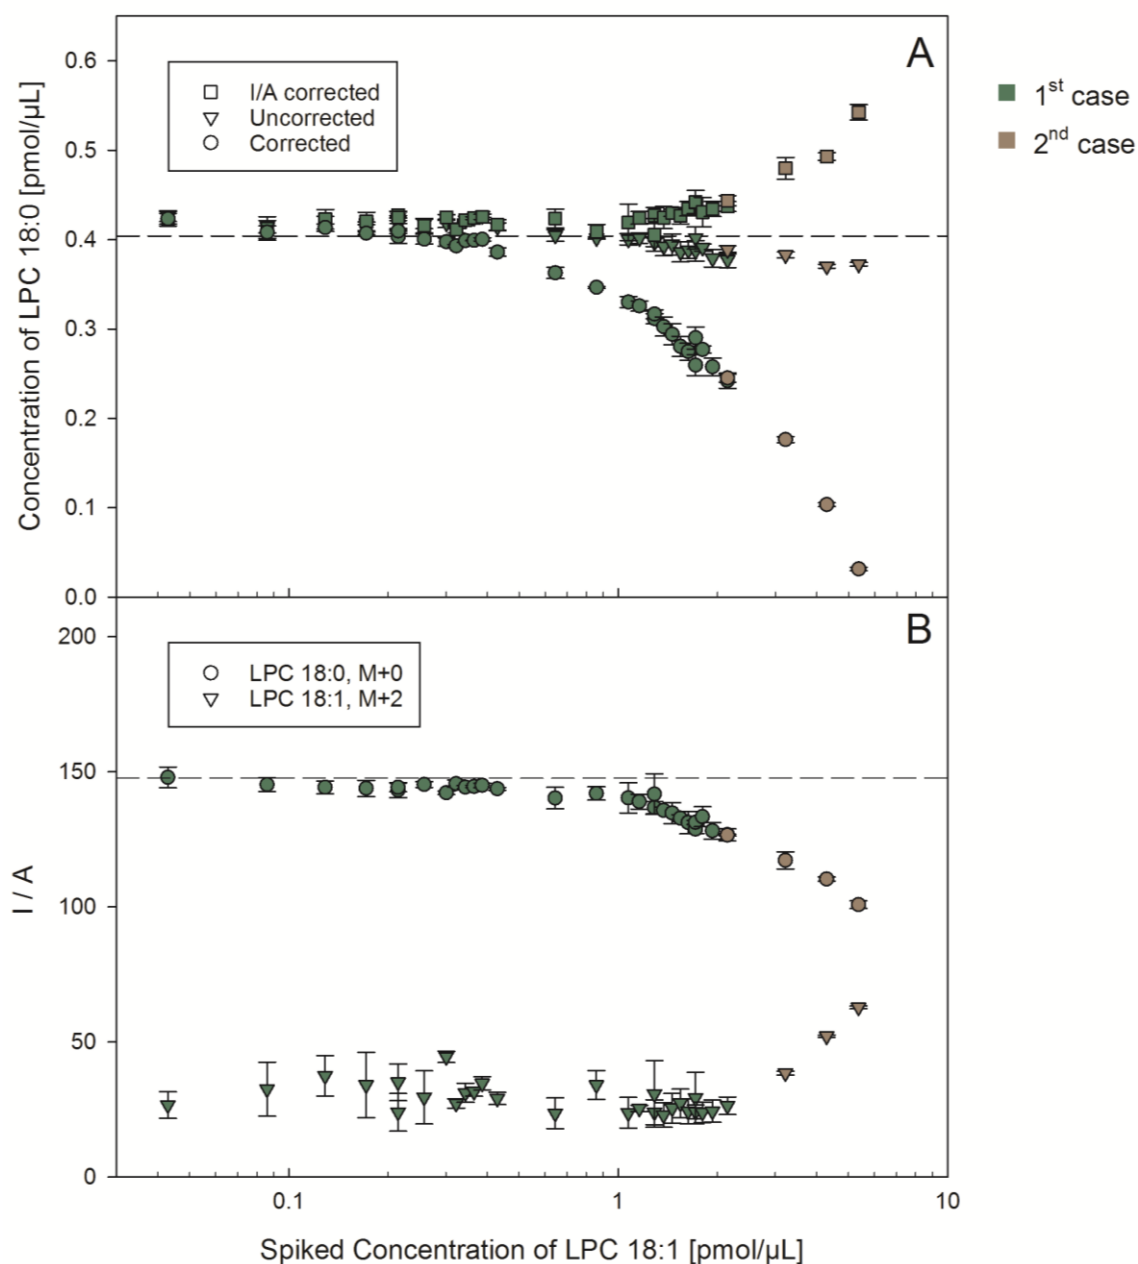 A
I/A corrected
Uncorrected
Corrected
1st case
2nd case
Concentration of LPC 18:0 [pmol/µL]
0.6
0.5
0.4
0.3
0.2
0.1
0.0
B
LPC 18:0, M+0
LPC 18:1, M+2
I / A
200
150
100
50
0
0.1 1 10
Spiked Concentration of LPC 18:1 [pmol/µL]